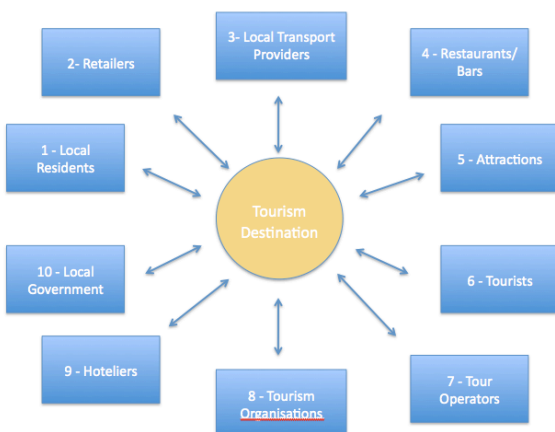 3- Local Transport
Providers
2- Retailers
4 - Restaurants/
Bars
1 - Local
Residents
5 - Attractions
Tourism
Destination
10 - Local
Government
6 - Tourists
9 - Hoteliers
8 - Tourism
Organisations
7 - Tour
Operators